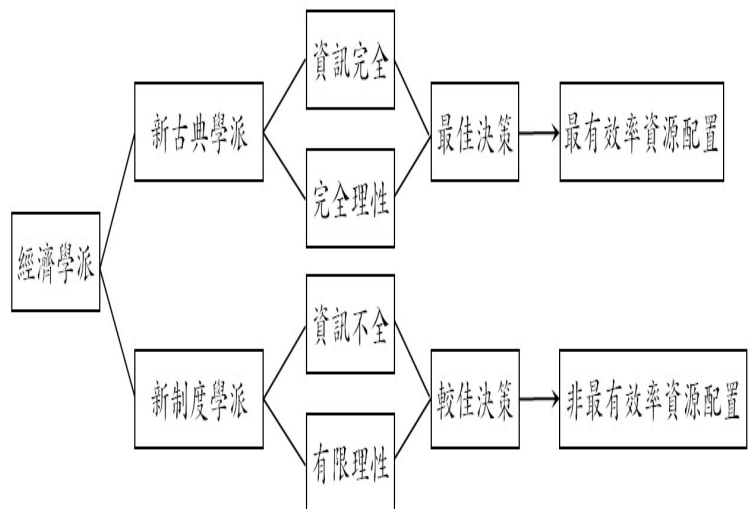 經濟學派
新古典學派
資訊完全
完全理性
最佳決策
最有效率資源配置
新制度學派
資訊不全
有限理性
較佳決策
非最有效率資源配置